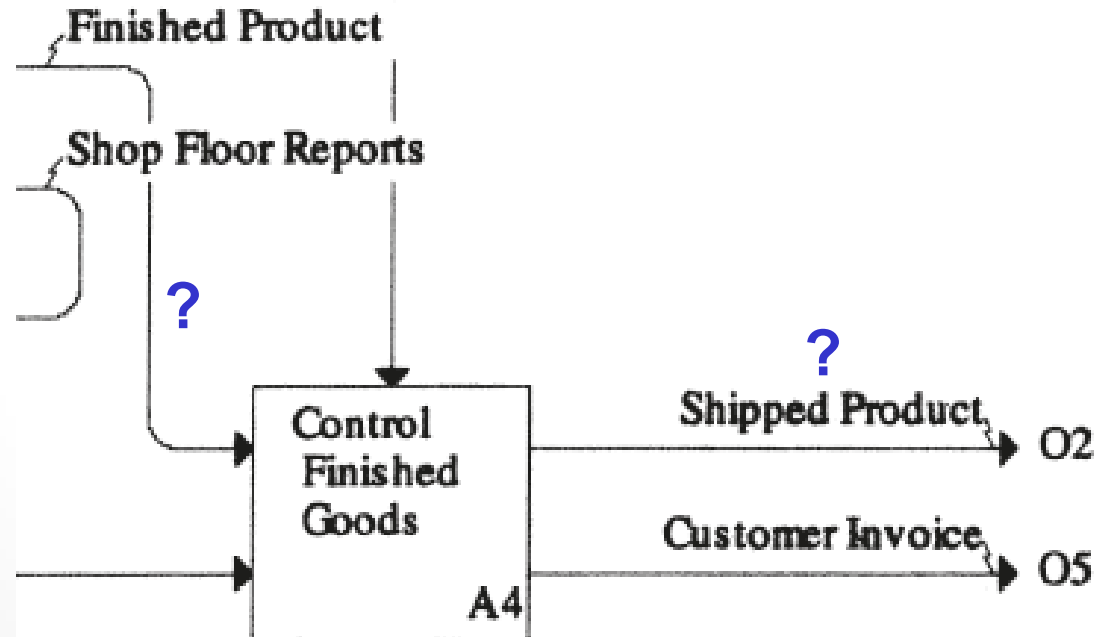 Finished Product
Shop Floor Reports
?
?
Shipped Product
O2
Control
Finished
Goods
Customer Invoice
O5
A4